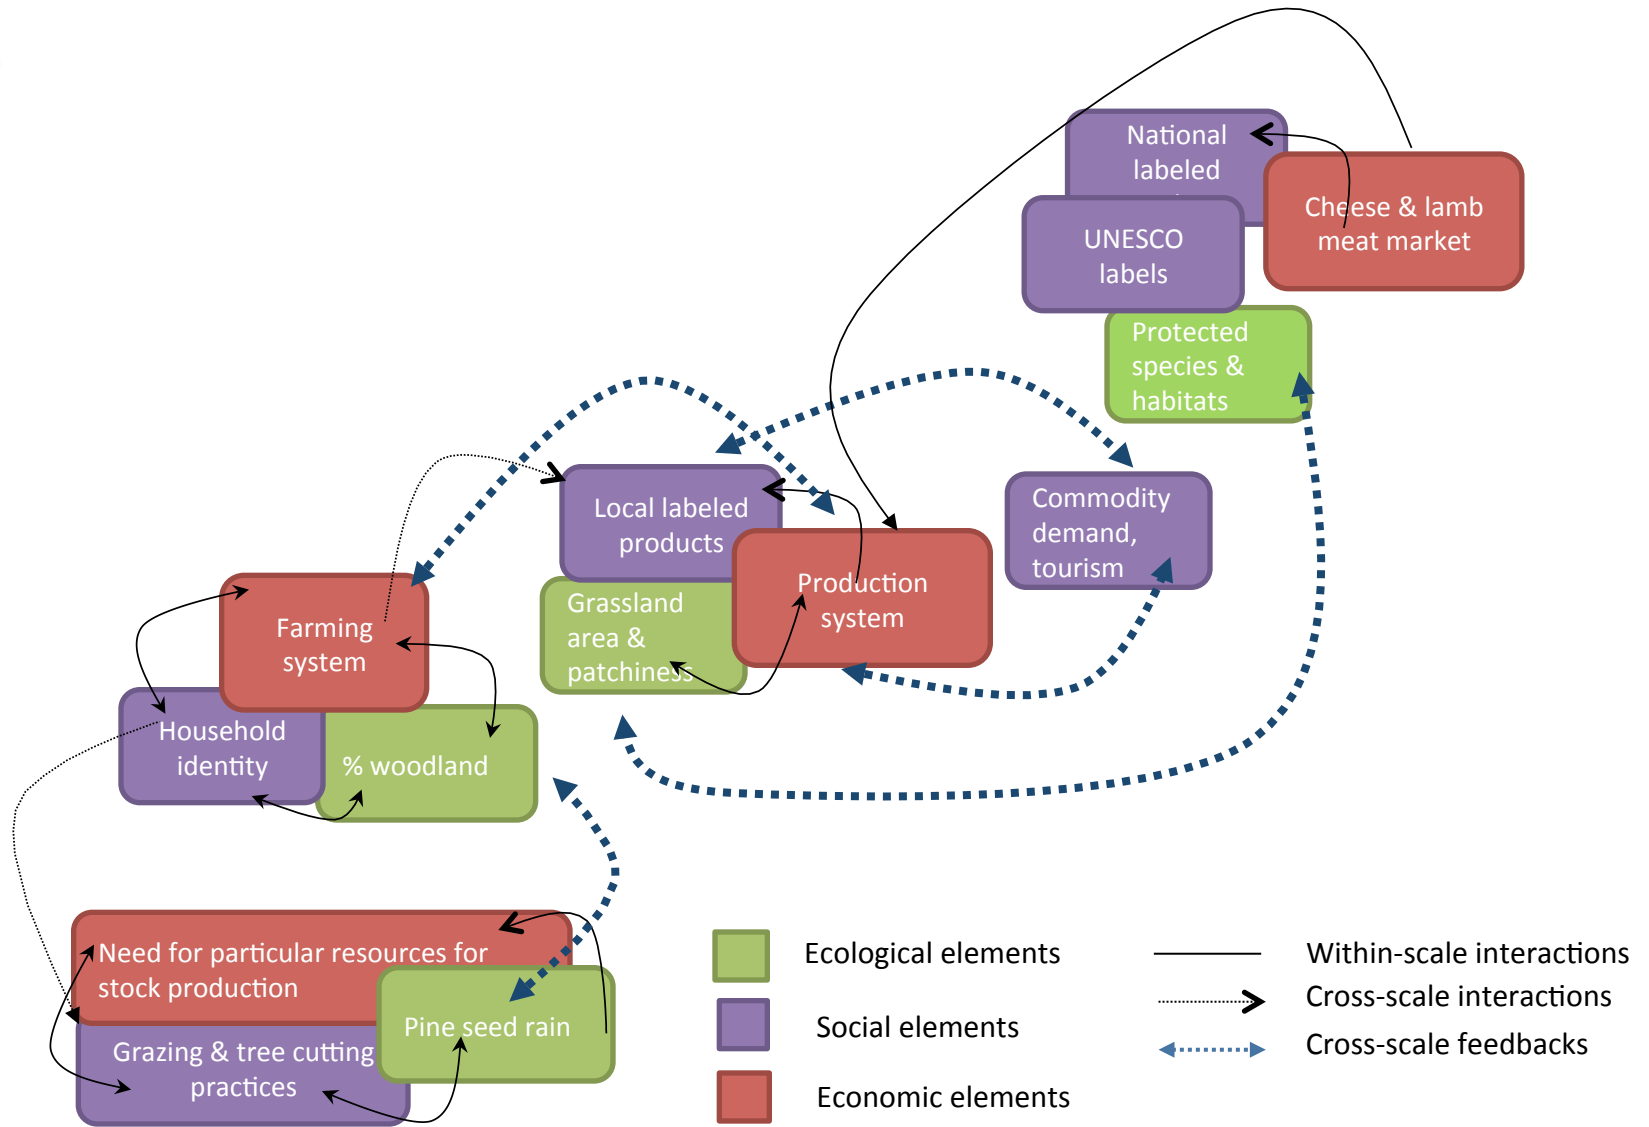 National
labeled
Cheese & lamb
meat market
UNESCO
labels
Protected
species &
habitats
Local labeled
products
Commodity
demand,
tourism
Production
system
Grassland
area &
patchiness
Farming
system
Household
identity
% woodland
Need for particular resources for
stock production
Pine seed rain
Grazing & tree cutting
practices
Ecological elements
Social elements
Economic elements
Within-scale interactions
Cross-scale interactions
Cross-scale feedbacks